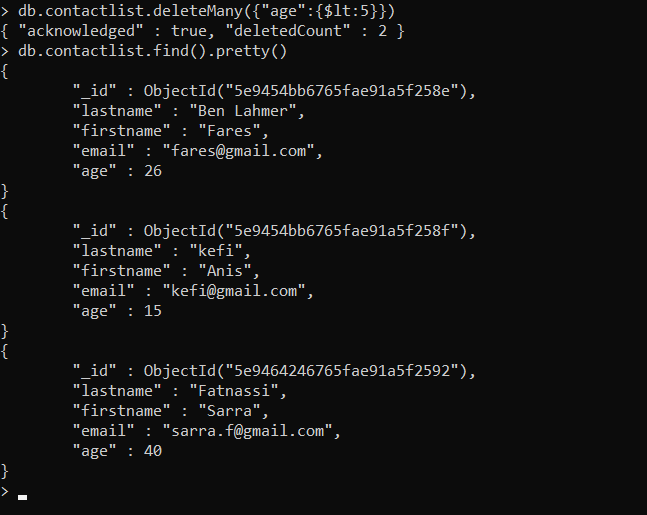 > db.contactlist.deleteMany({"age":{$lt:5}})
{ "acknowledged" : true, "deletedCount" : 2 }
> db.contactlist.find().pretty()
{
        "_id" : ObjectId("5e9454bb6765fae91a5f258e"),
        "lastname" : "Ben Lahmer",
        "firstname" : "Fares",
        "email" : "fares@gmail.com",
        "age" : 26
}
{
        "_id" : ObjectId("5e9454bb6765fae91a5f258f"),
        "lastname" : "kefi",
        "firstname" : "Anis",
        "email" : "kefi@gmail.com",
        "age" : 15
}
{
        "_id" : ObjectId("5e9464246765fae91a5f2592"),
        "lastname" : "Fatnassi",
        "firstname" : "Sarra",
        "email" : "sarra.f@gmail.com",
        "age" : 40
}
>